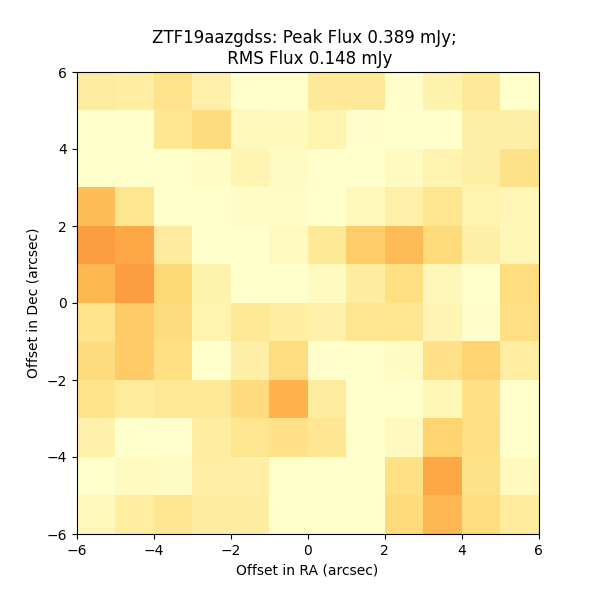 ZTF19aazgdss: Peak Flux 0.389 mJy;
RMS Flux 0.148 mJy
6
4
2
0
−2
−4
−6
Offset in Dec (arcsec)
−6 −4 −2 0 2 4 6
Offset in RA (arcsec)